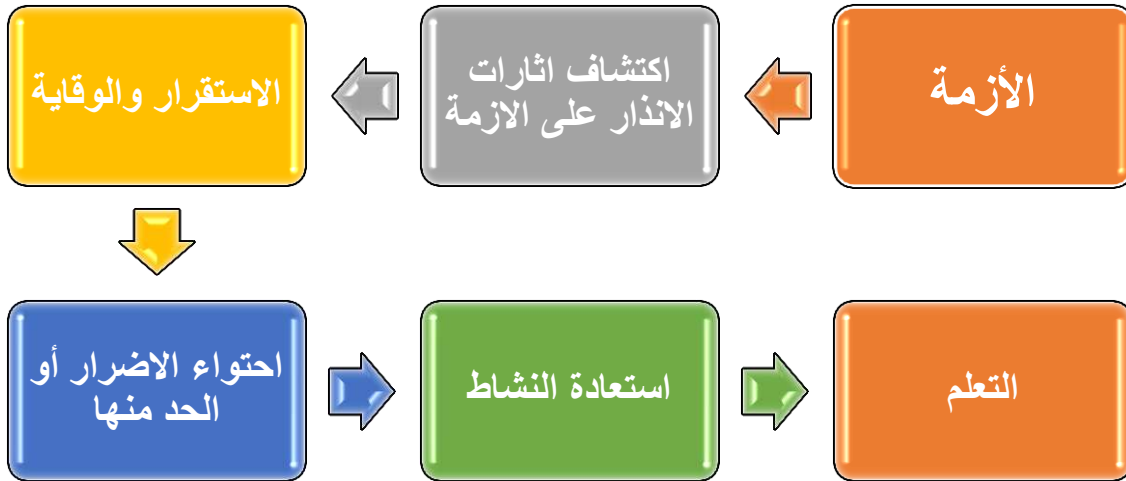 الأزمة
اكتشاف اثارات
الانذار على الازمة
الاستقرار والوقاية
احتواء الاضرار أو
الحد منها
استعادة النشاط
التعلم